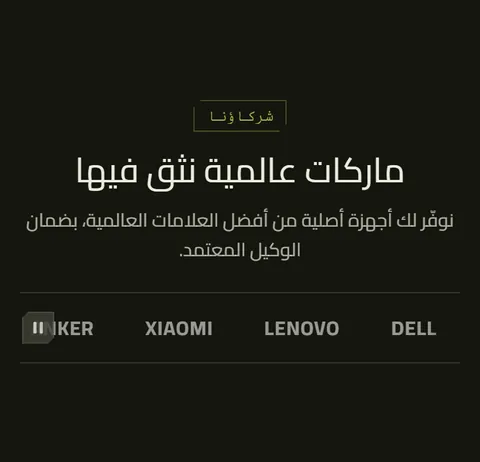 شركاؤنا
ماركات عالمية نثق فيها
نوفّر لك أجهزة أصلية من أفضل العلامات العالمية، بضمان
الوكيل المعتمد.
DELL LENOVO XIAOMI NKER